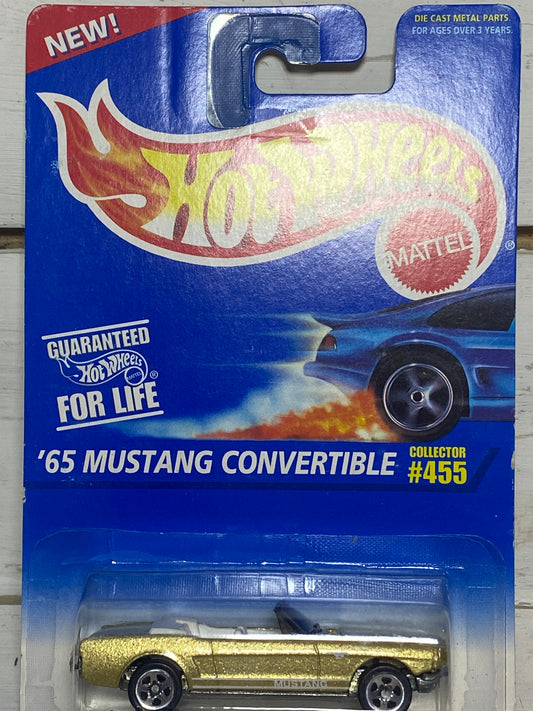 NEW!
DIE CAST METAL PARTS.
FOR AGES OVER 3 YEARS.
Hot Wheels
MATTEL
®
GUARANTEED
Hot Wheels
MATTEL
®
FOR LIFE
'65 MUSTANG CONVERTIBLE
COLLECTOR
#455
MUSTANG